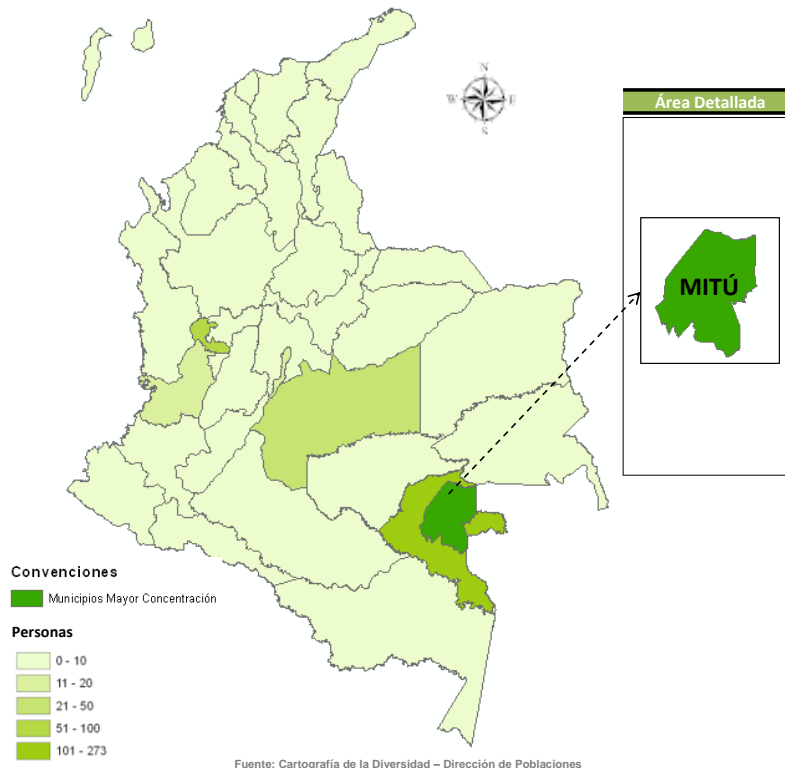 N
W
E
S
Área Detallada
MITÚ
Convenciones
Municipios Mayor Concentración
Personas
0 - 10
11 - 20
21 - 50
51 - 100
101 - 273
Fuente: Cartografía de la Diversidad – Dirección de Poblaciones